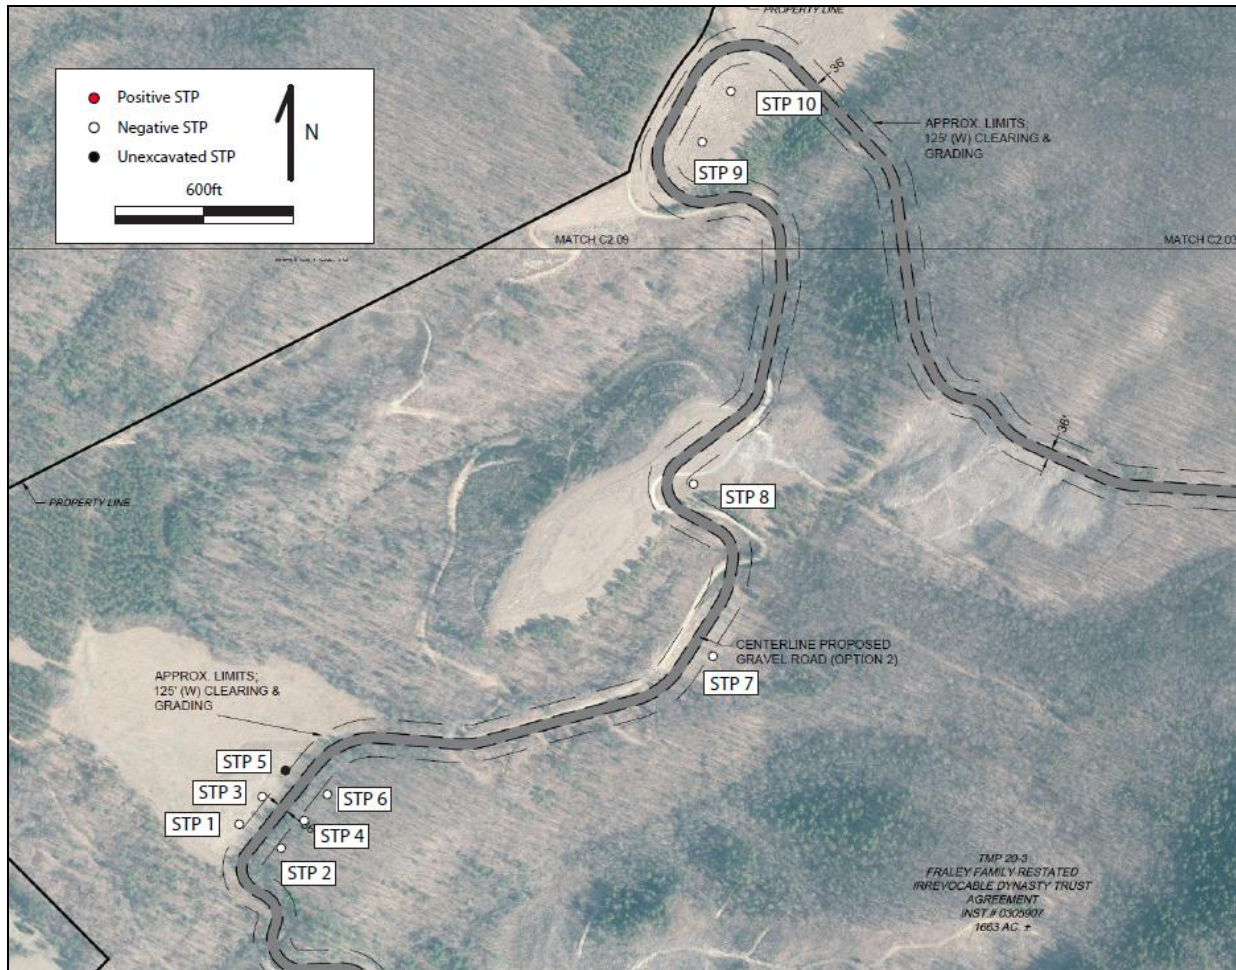 PROPERTY LINE
Positive STP
Negative STP
Unexcavated STP
N
600ft
36'
STP 10
APPROX. LIMITS;
125' (W) CLEARING &
GRADING
STP 9
MATCH C2.09
MATCH C2.03
36'
PROPERTY LINE
STP 8
CENTERLINE PROPOSED
GRAVEL ROAD (OPTION 2)
STP 7
APPROX. LIMITS;
125' (W) CLEARING &
GRADING
STP 5
STP 3
STP 6
STP 1
STP 4
STP 2
TMP 20-3
FRALEY FAMILY RESTATED
IRREVOCABLE DYNASTY TRUST
AGREEMENT
INST.# 0305907
1663 AC. ±